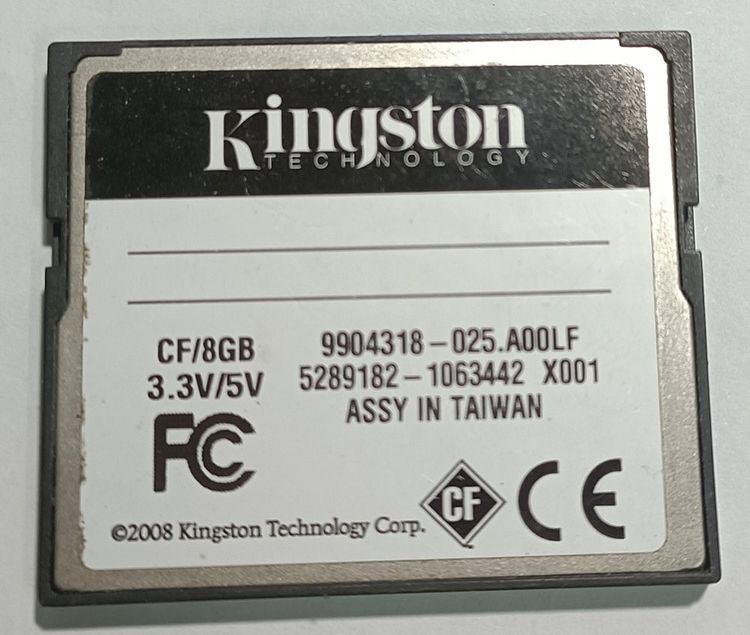 Kingston
TECHNOLOGY
CF/8GB
3.3V/5V
9904318-025.A00LF
5289182-1063442 X001
ASSY IN TAIWAN
FC
CF
CE
©2008 Kingston Technology Corp.